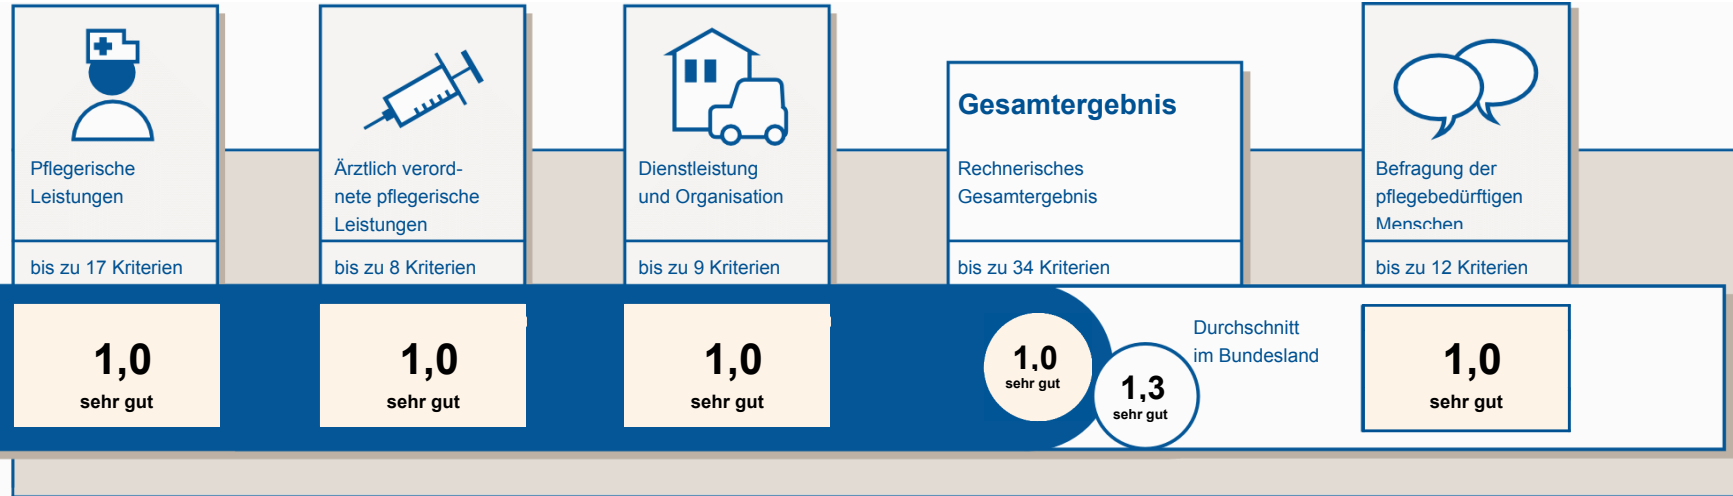 Pflegerische
Leistungen
bis zu 17 Kriterien
1,0
sehr gut
Ärztlich verord-
nete pflegerische
Leistungen
bis zu 8 Kriterien
1,0
sehr gut
Dienstleistung
und Organisation
bis zu 9 Kriterien
1,0
sehr gut
Gesamtergebnis
Rechnerisches
Gesamtergebnis
bis zu 34 Kriterien
1,0
sehr gut
1,3
sehr gut
Durchschnitt
im Bundesland
Befragung der
pflegebedürftigen
Menschen
bis zu 12 Kriterien
1,0
sehr gut